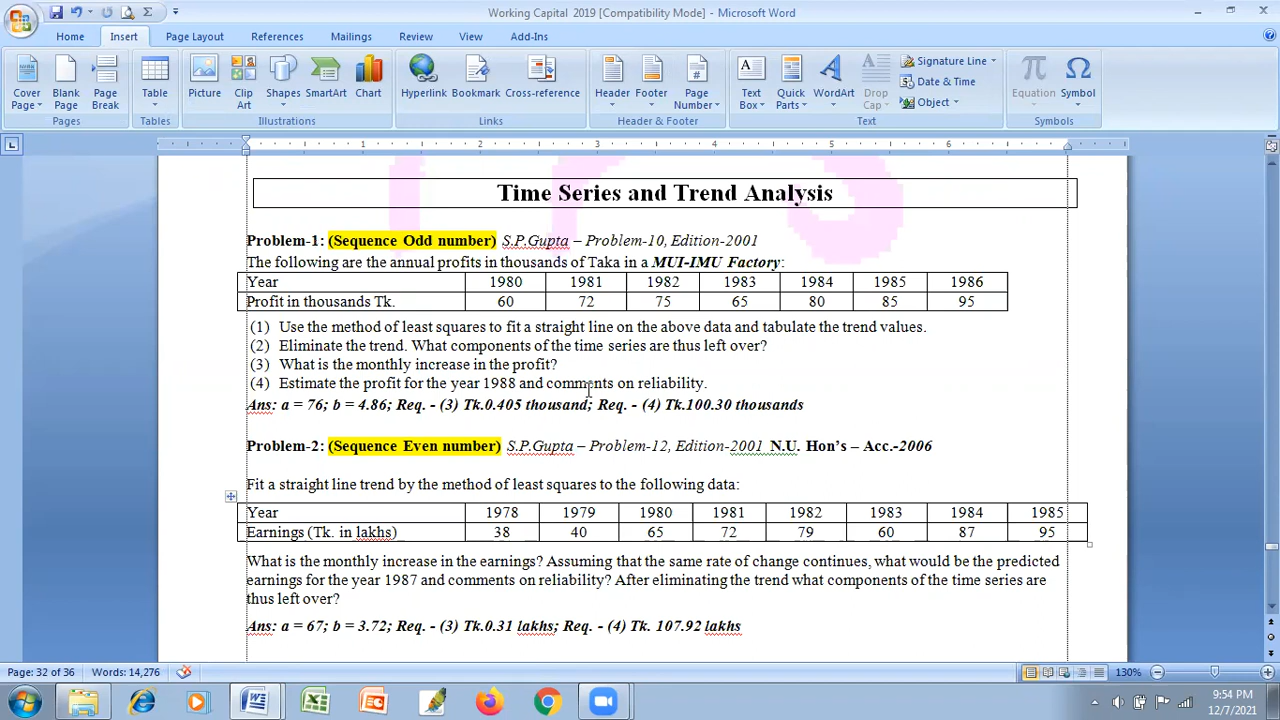 Working Capital 2019 [Compatibility Mode] - Microsoft Word
Home Insert Page Layout References Mailings Review View Add-Ins
Cover Page Blank Page Page Break Table Picture Clip Art Shapes SmartArt Chart Hyperlink Bookmark Cross-reference Header Footer Page Number Text Box Quick Parts WordArt Drop Cap Signature Line Date & Time Object Equation Symbol
Pages Tables Illustrations Links Header & Footer Text Symbols
1 2 3 4 5 6
Time Series and Trend Analysis
Problem-1: (Sequence Odd number) S.P.Gupta – Problem-10, Edition-2001
The following are the annual profits in thousands of Taka in a MUI-IMU Factory:
Year 1980 1981 1982 1983 1984 1985 1986
Profit in thousands Tk. 60 72 75 65 80 85 95
(1) Use the method of least squares to fit a straight line on the above data and tabulate the trend values.
(2) Eliminate the trend. What components of the time series are thus left over?
(3) What is the monthly increase in the profit?
(4) Estimate the profit for the year 1988 and comments on reliability.
Ans: a = 76; b = 4.86; Req. - (3) Tk.0.405 thousand; Req. - (4) Tk.100.30 thousands
Problem-2: (Sequence Even number) S.P.Gupta – Problem-12, Edition-2001 N.U. Hon's – Acc.-2006
Fit a straight line trend by the method of least squares to the following data:
Year 1978 1979 1980 1981 1982 1983 1984 1985
Earnings (Tk. in lakhs) 38 40 65 72 79 60 87 95
What is the monthly increase in the earnings? Assuming that the same rate of change continues, what would be the predicted
earnings for the year 1987 and comments on reliability? After eliminating the trend what components of the time series are
thus left over?
Ans: a = 67; b = 3.72; Req. - (3) Tk.0.31 lakhs; Req. - (4) Tk. 107.92 lakhs
Page: 32 of 36 Words: 14,276 130%
9:54 PM
12/7/2021